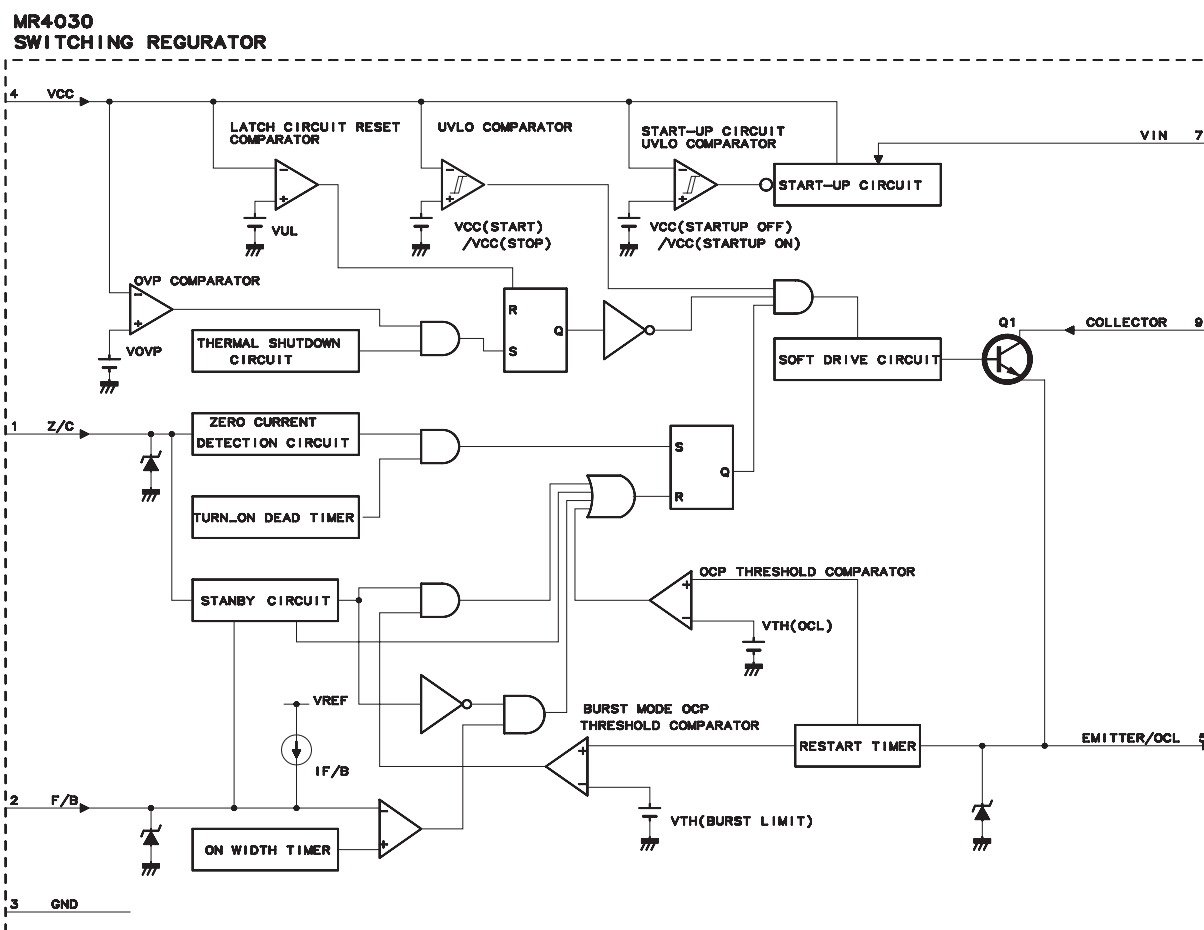 MR4030
SWITCHING REGURATOR
4 VCC
LATCH CIRCUIT RESET
COMPARATOR
UVLO COMPARATOR
START-UP CIRCUIT
UVLO COMPARATOR
VIN 7
START-UP CIRCUIT
-
+
-
+
-
+
VUL
VCC(START)
/VCC(STOP)
VCC(STARTUP OFF)
/VCC(STARTUP ON)
OVP COMPARATOR
-
+
VOVP
THERMAL SHUTDOWN
CIRCUIT
R
S
Q
Q1
COLLECTOR 9
SOFT DRIVE CIRCUIT
1 Z/C
ZERO CURRENT
DETECTION CIRCUIT
TURN_ON DEAD TIMER
S
R
Q
STANBY CIRCUIT
OCP THRESHOLD COMPARATOR
+
-
VTH(OCL)
VREF
IF/B
BURST MODE OCP
THRESHOLD COMPARATOR
+
-
RESTART TIMER
EMITTER/OCL 5
VTH(BURST LIMIT)
2 F/B
-
+
ON WIDTH TIMER
3 GND